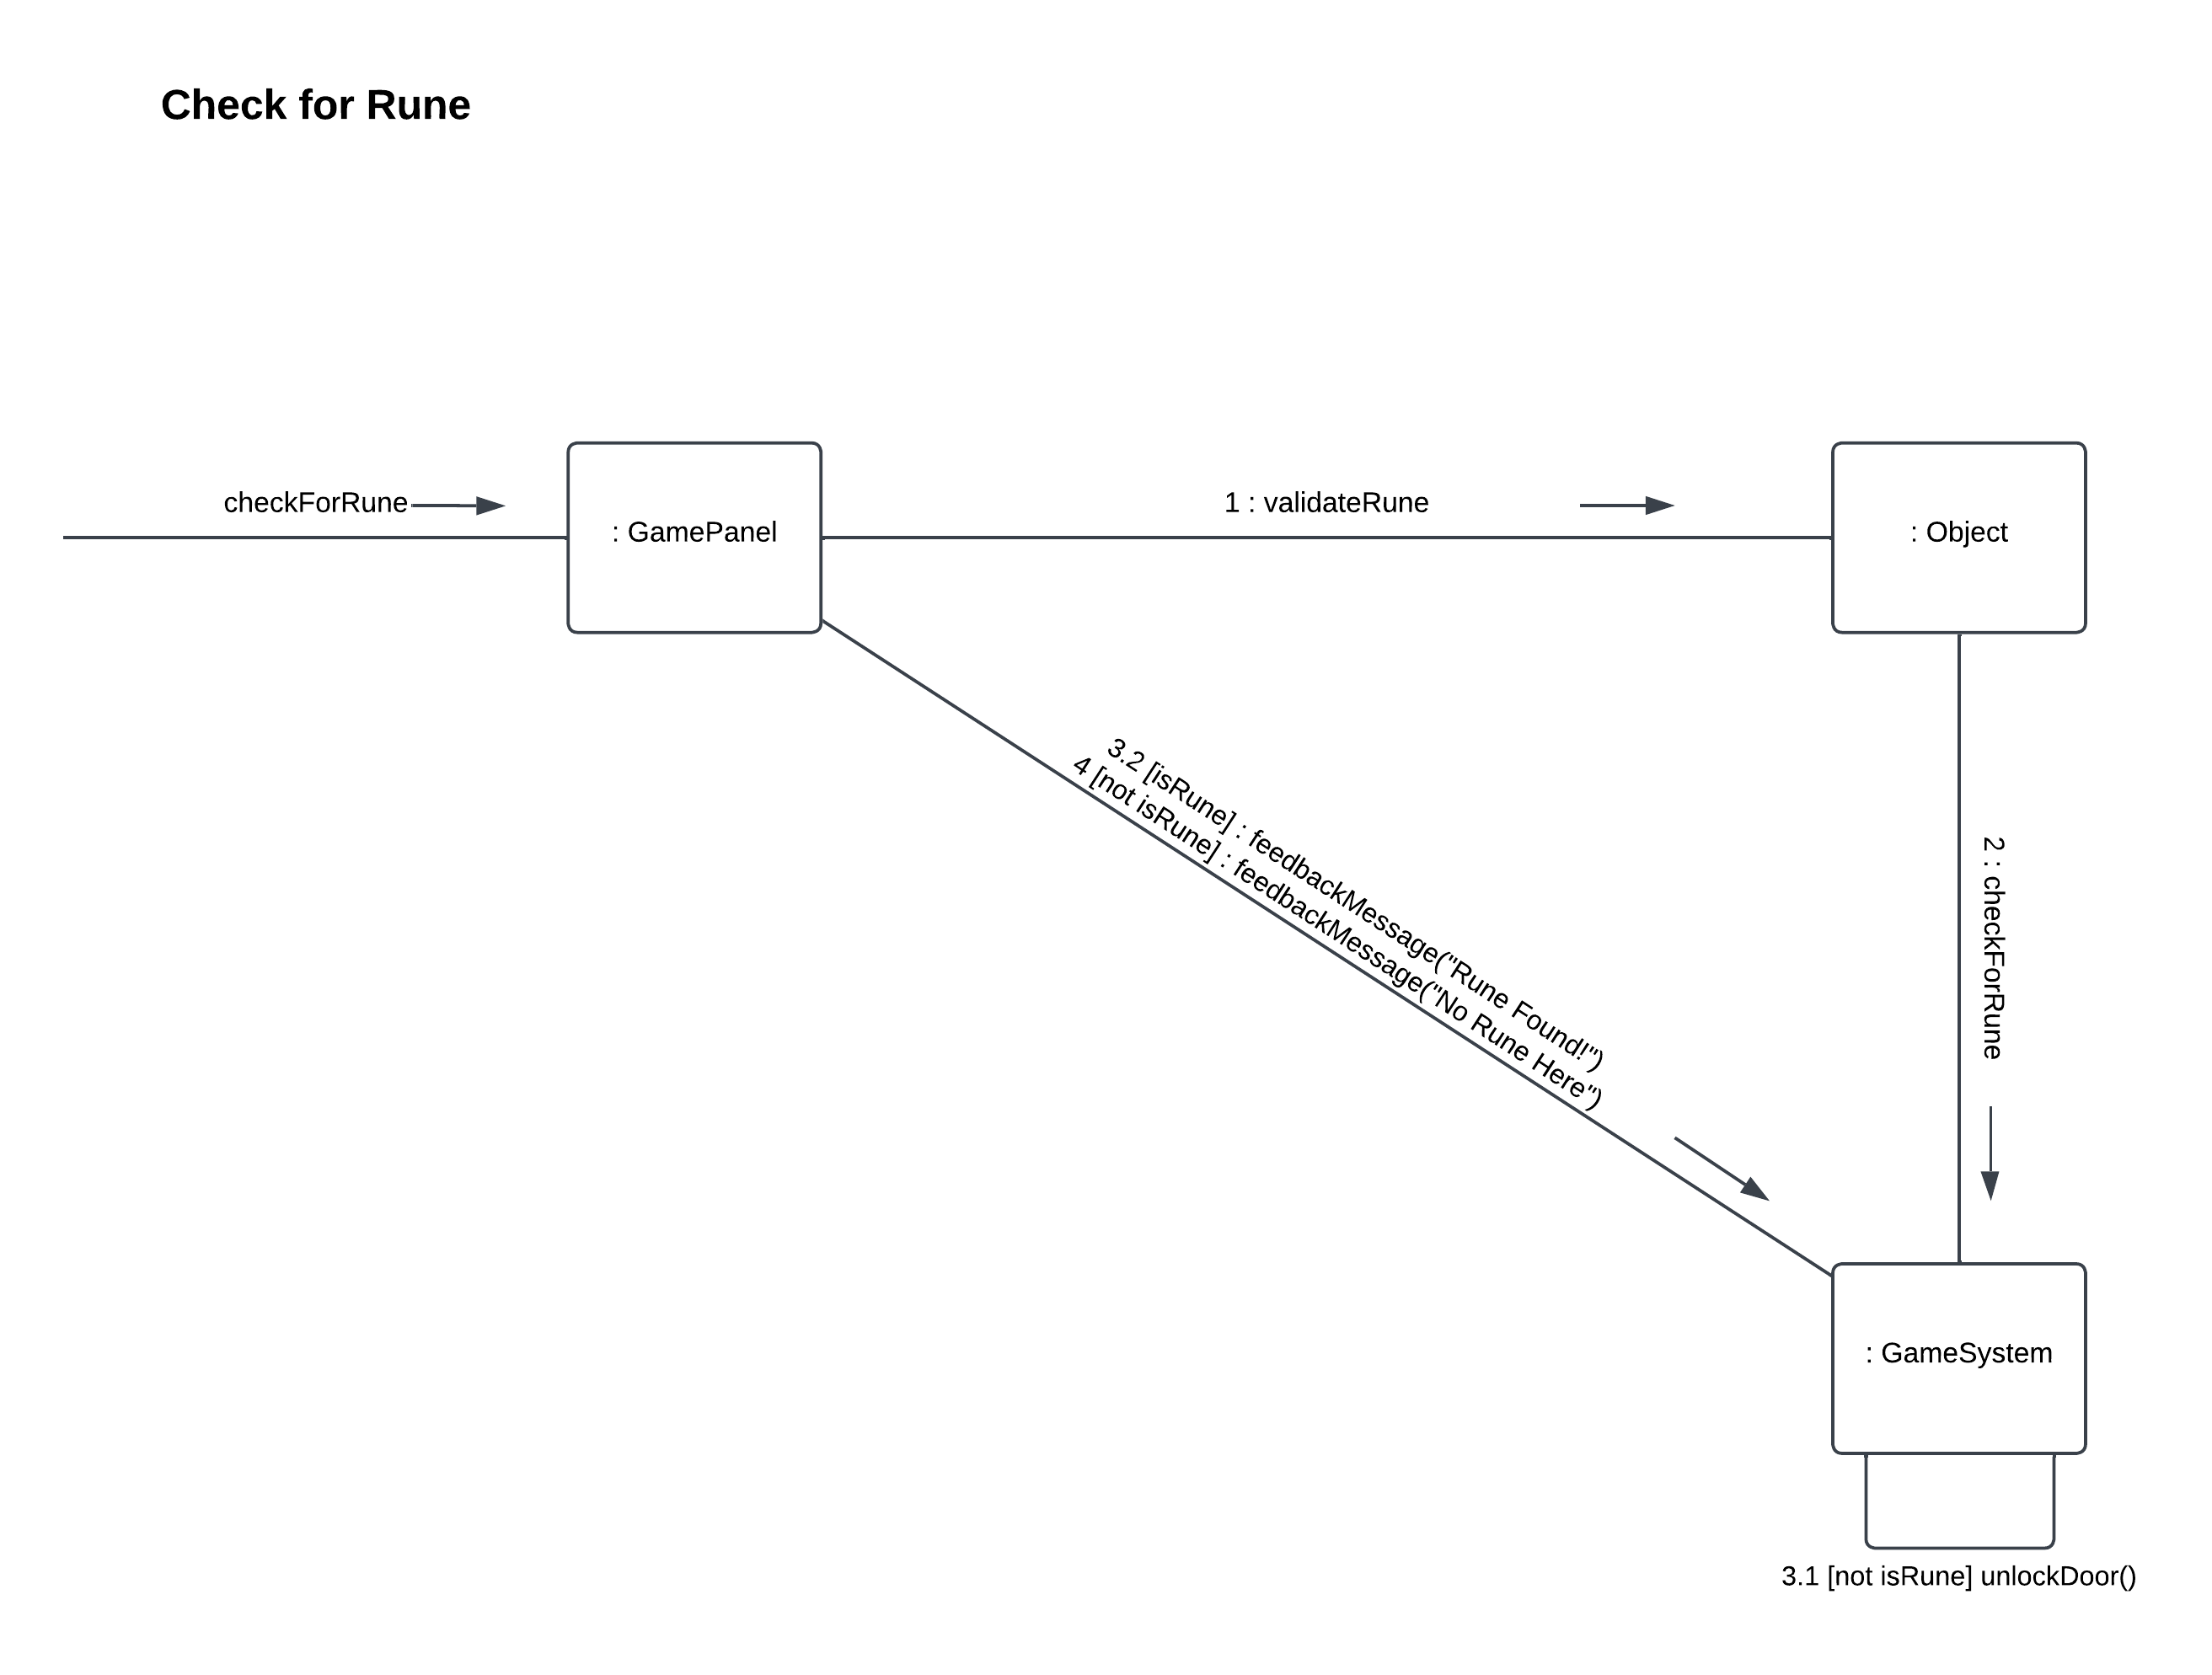 Check for Rune
checkForRune
: GamePanel
1 : validateRune
: Object
3.2 [isRune] : feedbackMessage("Rune Found!")
4 [not isRune] : feedbackMessage("No Rune Here")
2 : checkForRune
: GameSystem
3.1 [not isRune] unlockDoor()